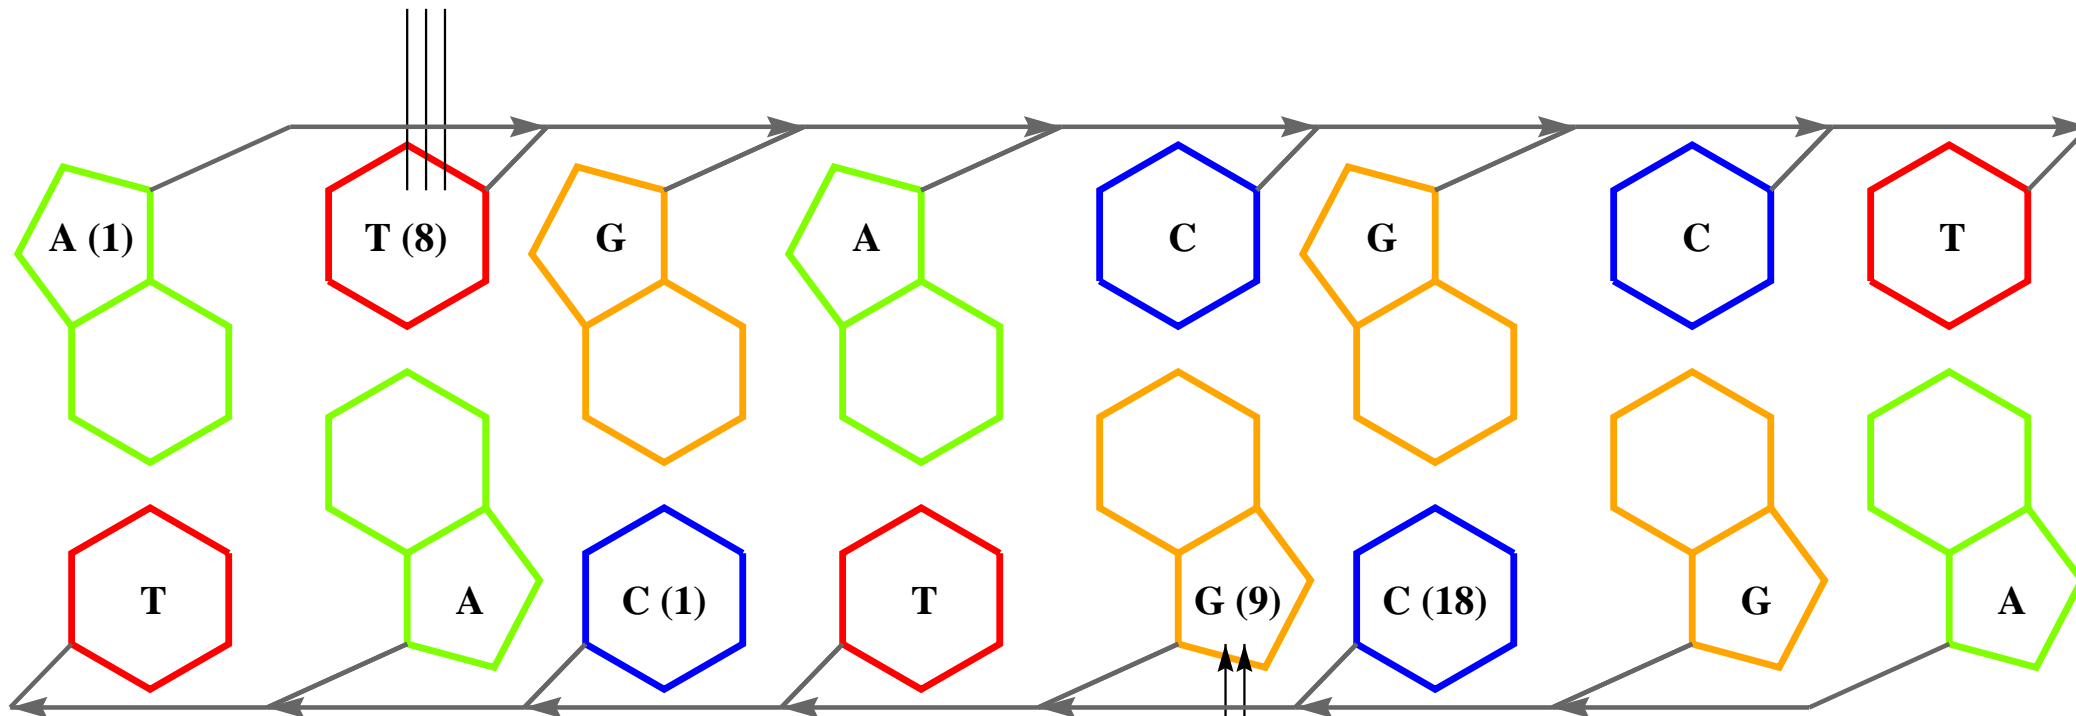 A (1) T (8) G A C G C T
T A C (1) T G (9) C (18) G A